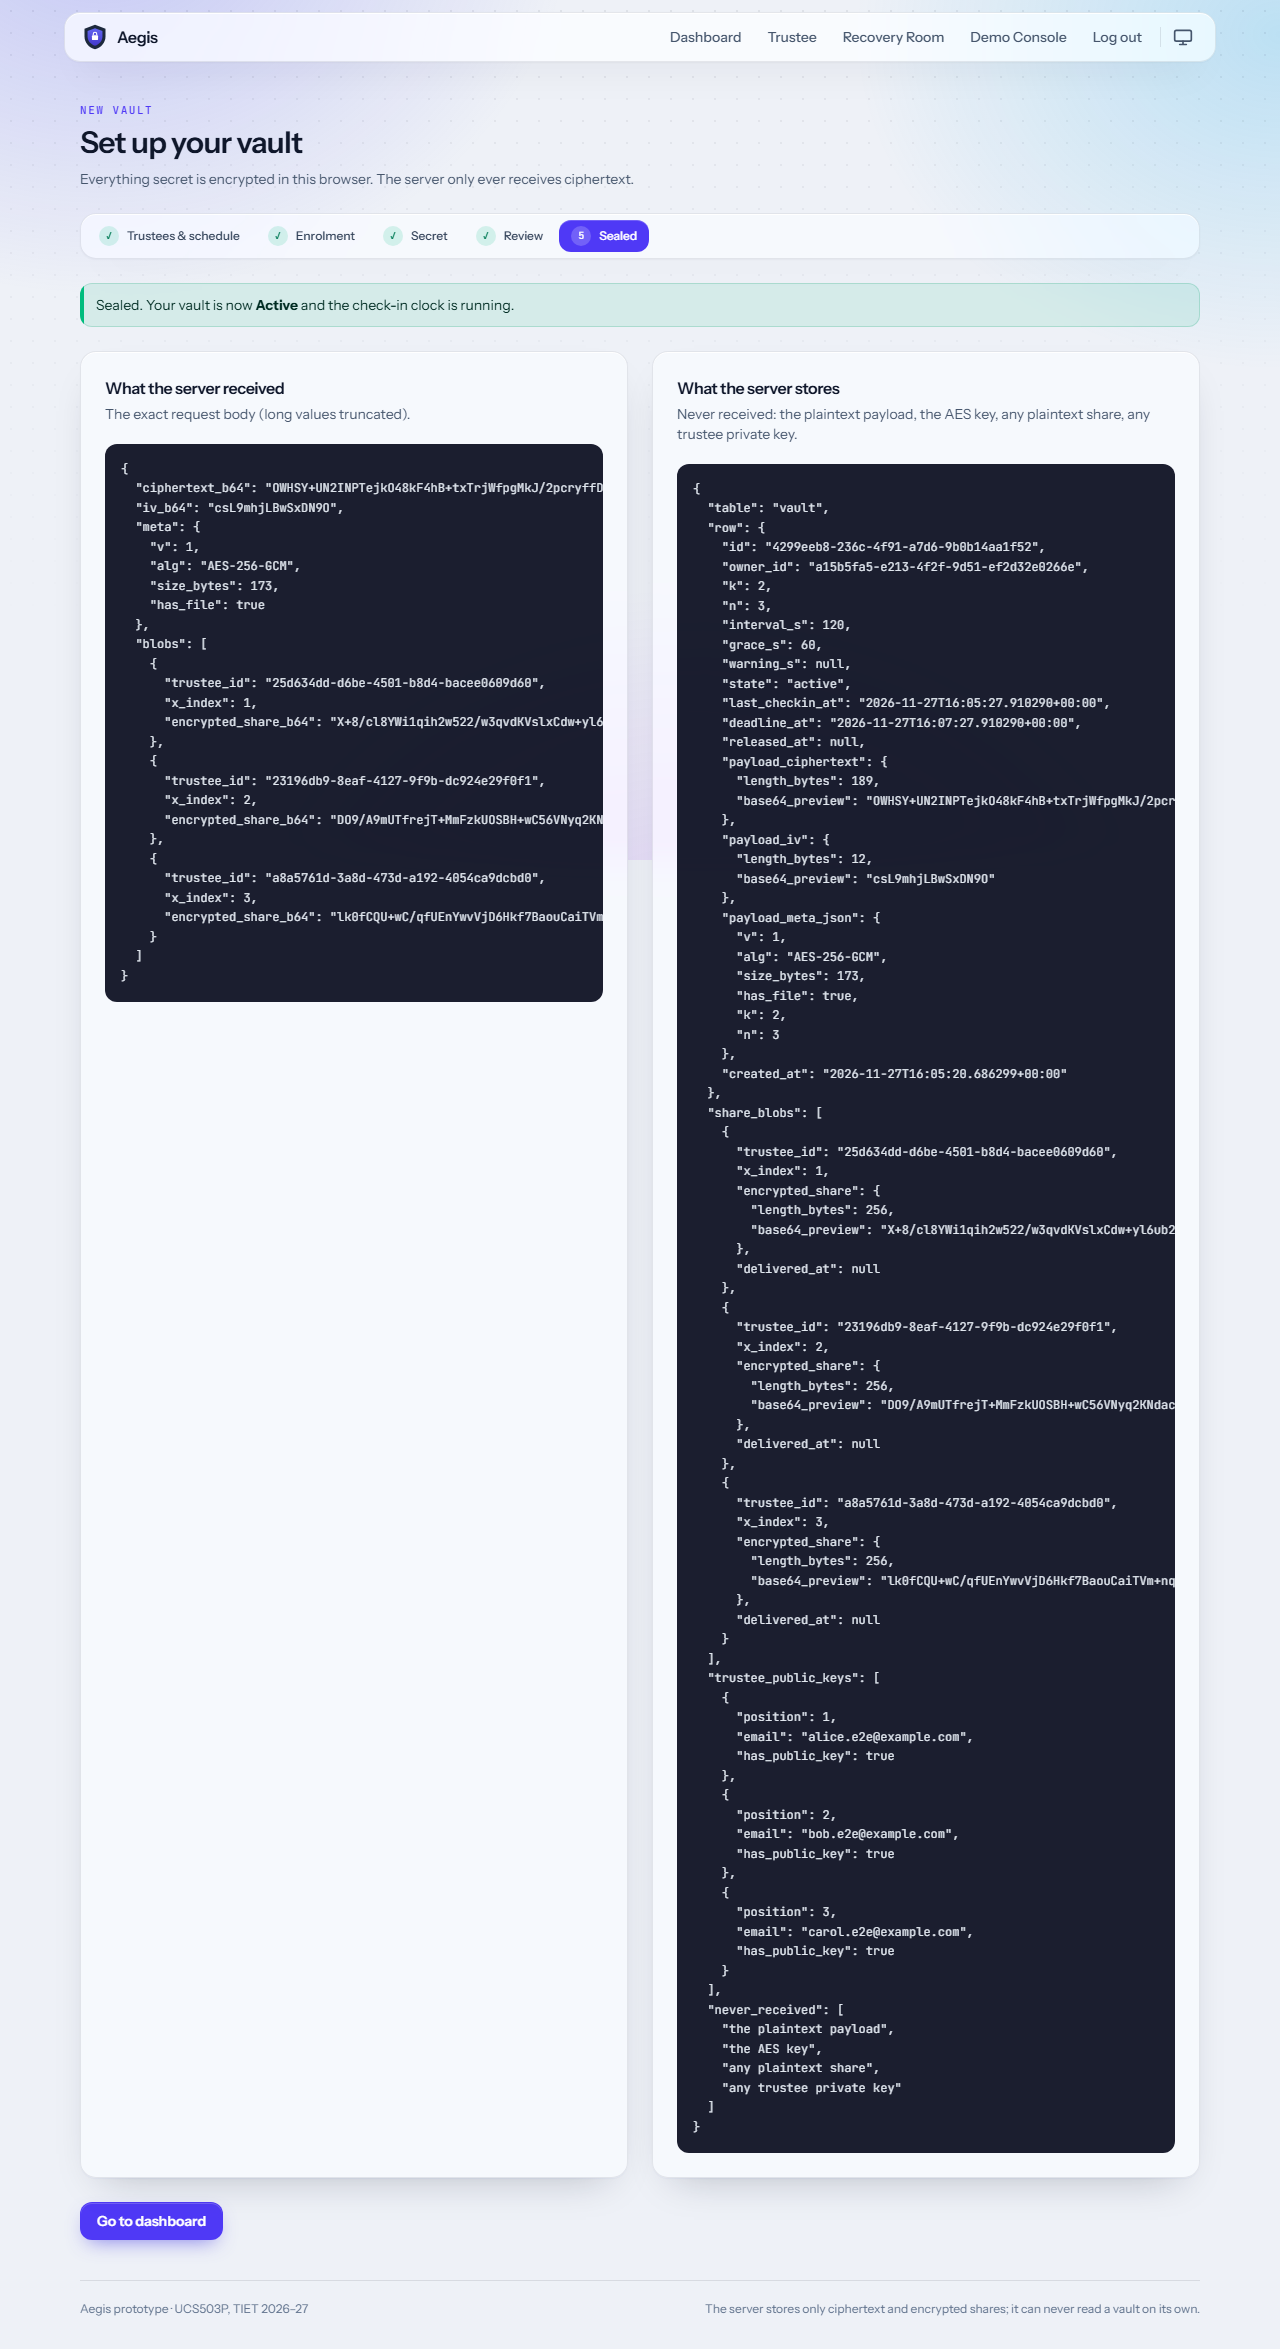 Aegis
Dashboard
Trustee
Recovery Room
Demo Console
Log out
NEW VAULT
Set up your vault
Everything secret is encrypted in this browser. The server only ever receives ciphertext.
✓ Trustees & schedule
✓ Enrolment
✓ Secret
✓ Review
5 Sealed
Sealed. Your vault is now Active and the check-in clock is running.
What the server received
The exact request body (long values truncated).
{
  "ciphertext_b64": "OWHSY+UN2INPTejkO48kF4hB+txTrjWfpgMkJ/2pcryffD
  "iv_b64": "csL9mhjLBwSxDN9O",
  "meta": {
    "v": 1,
    "alg": "AES-256-GCM",
    "size_bytes": 173,
    "has_file": true
  },
  "blobs": [
    {
      "trustee_id": "25d634dd-d6be-4501-b8d4-bacee0609d60",
      "x_index": 1,
      "encrypted_share_b64": "X+8/cl8YWi1qih2w522/w3qvdKVslxCdw+yl6
    },
    {
      "trustee_id": "23196db9-8eaf-4127-9f9b-dc924e29f0f1",
      "x_index": 2,
      "encrypted_share_b64": "DO9/A9mUTfrejT+MmFzkUOSBH+wC56VNyq2KN
    },
    {
      "trustee_id": "a8a5761d-3a8d-473d-a192-4054ca9dcbd0",
      "x_index": 3,
      "encrypted_share_b64": "lk0fCQU+wC/qfUEnYwvVjD6Hkf7BaouCaiTVm
    }
  ]
}
What the server stores
Never received: the plaintext payload, the AES key, any plaintext share, any
trustee private key.
{
  "table": "vault",
  "row": {
    "id": "4299eeb8-236c-4f91-a7d6-9b0b14aa1f52",
    "owner_id": "a15b5fa5-e213-4f2f-9d51-ef2d32e0266e",
    "k": 2,
    "n": 3,
    "interval_s": 120,
    "grace_s": 60,
    "warning_s": null,
    "state": "active",
    "last_checkin_at": "2026-11-27T16:05:27.910290+00:00",
    "deadline_at": "2026-11-27T16:07:27.910290+00:00",
    "released_at": null,
    "payload_ciphertext": {
      "length_bytes": 189,
      "base64_preview": "OWHSY+UN2INPTejkO48kF4hB+txTrjWfpgMkJ/2pcr
    },
    "payload_iv": {
      "length_bytes": 12,
      "base64_preview": "csL9mhjLBwSxDN9O"
    },
    "payload_meta_json": {
      "v": 1,
      "alg": "AES-256-GCM",
      "size_bytes": 173,
      "has_file": true,
      "k": 2,
      "n": 3
    },
    "created_at": "2026-11-27T16:05:20.686299+00:00"
  },
  "share_blobs": [
    {
      "trustee_id": "25d634dd-d6be-4501-b8d4-bacee0609d60",
      "x_index": 1,
      "encrypted_share": {
        "length_bytes": 256,
        "base64_preview": "X+8/cl8YWi1qih2w522/w3qvdKVslxCdw+yl6ub2
      },
      "delivered_at": null
    },
    {
      "trustee_id": "23196db9-8eaf-4127-9f9b-dc924e29f0f1",
      "x_index": 2,
      "encrypted_share": {
        "length_bytes": 256,
        "base64_preview": "DO9/A9mUTfrejT+MmFzkUOSBH+wC56VNyq2KNdac
      },
      "delivered_at": null
    },
    {
      "trustee_id": "a8a5761d-3a8d-473d-a192-4054ca9dcbd0",
      "x_index": 3,
      "encrypted_share": {
        "length_bytes": 256,
        "base64_preview": "lk0fCQU+wC/qfUEnYwvVjD6Hkf7BaouCaiTVm+nq
      },
      "delivered_at": null
    }
  ],
  "trustee_public_keys": [
    {
      "position": 1,
      "email": "alice.e2e@example.com",
      "has_public_key": true
    },
    {
      "position": 2,
      "email": "bob.e2e@example.com",
      "has_public_key": true
    },
    {
      "position": 3,
      "email": "carol.e2e@example.com",
      "has_public_key": true
    }
  ],
  "never_received": [
    "the plaintext payload",
    "the AES key",
    "any plaintext share",
    "any trustee private key"
  ]
}
Go to dashboard
Aegis prototype · UCS503P, TIET 2026-27
The server stores only ciphertext and encrypted shares; it can never read a vault on its own.